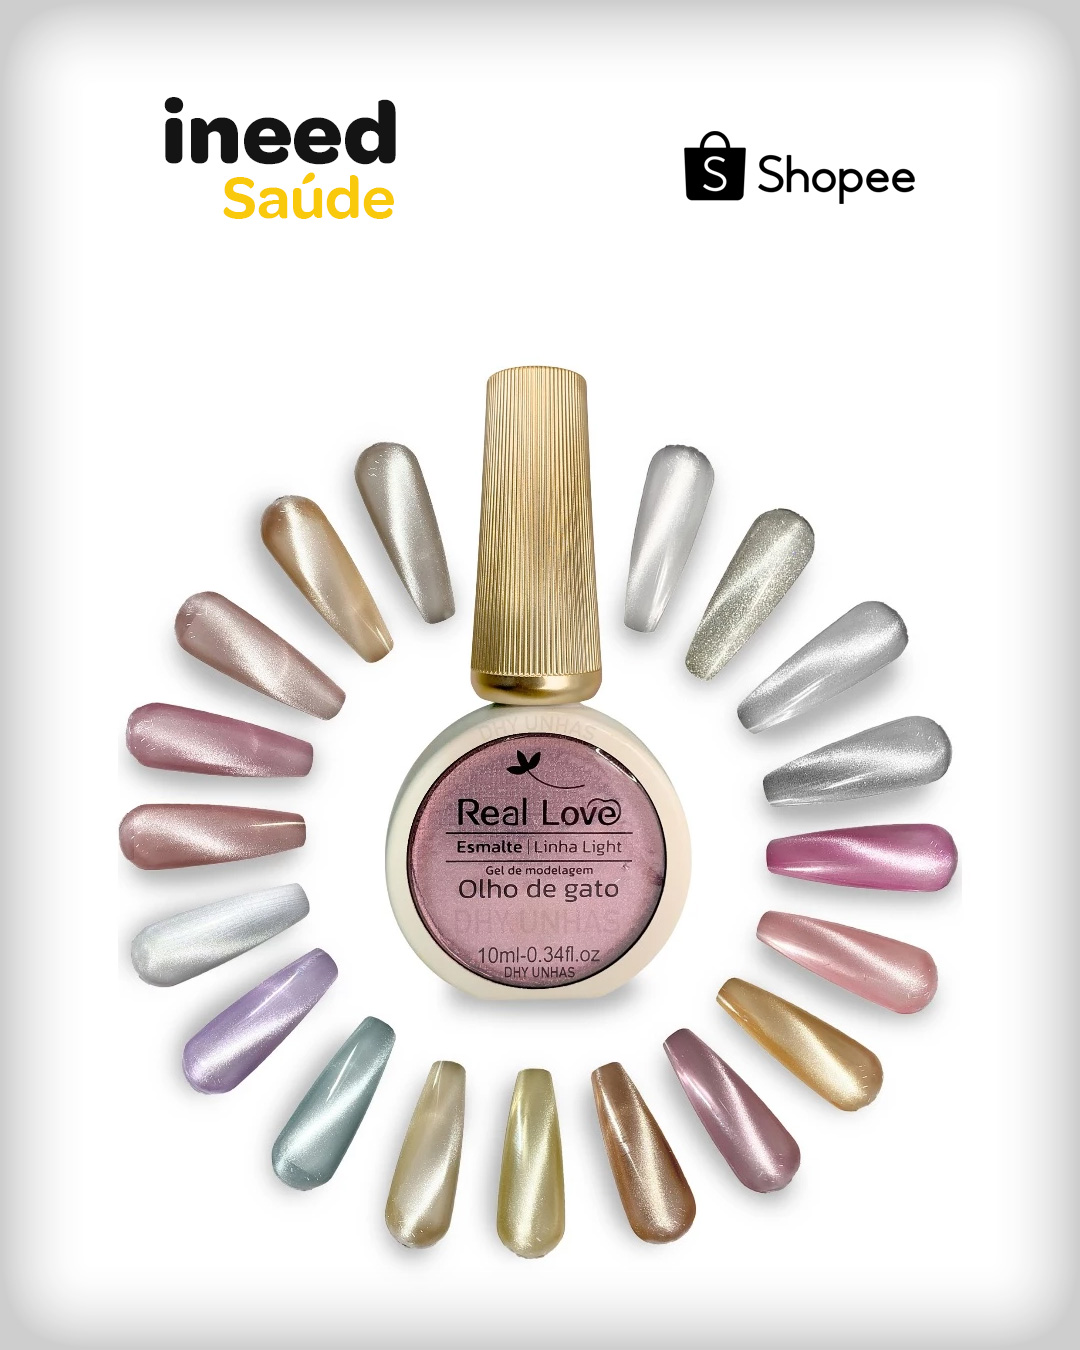 ineed
Saúde
S Shopee
DHY UNHAS
Real Love
Esmalte | Linha Light
Gel de modelagem
Olho de gato
DHY UNHAS
10ml-0.34fl.oz
DHY UNHAS